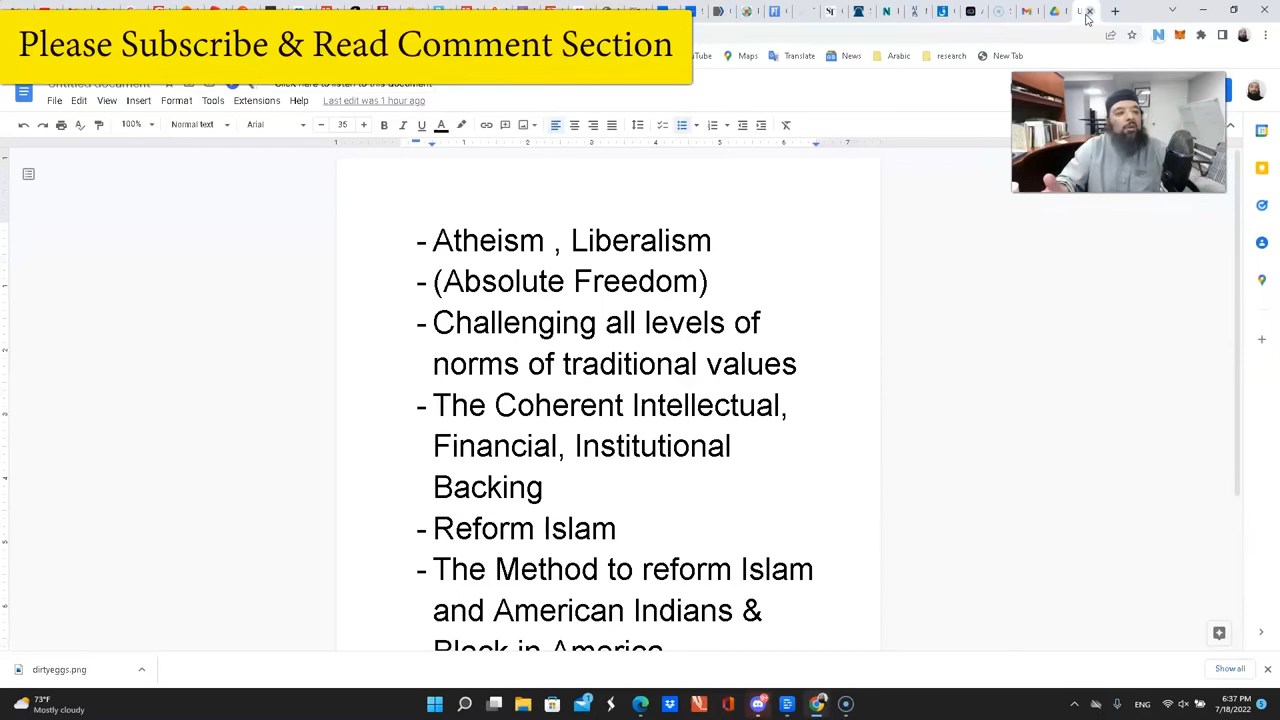 Please Subscribe & Read Comment Section
Maps
Translate
News
Arabic
research
New Tab
File Edit View Insert Format Tools Extensions Help Last edit was 1 hour ago
100% Normal text Arial 35
- Atheism , Liberalism
- (Absolute Freedom)
- Challenging all levels of
norms of traditional values
- The Coherent Intellectual,
Financial, Institutional
Backing
- Reform Islam
- The Method to reform Islam
and American Indians &
Black in America
dirtyeggs.png
Show all
73°F
Mostly cloudy
ENG
6:37 PM
7/18/2022